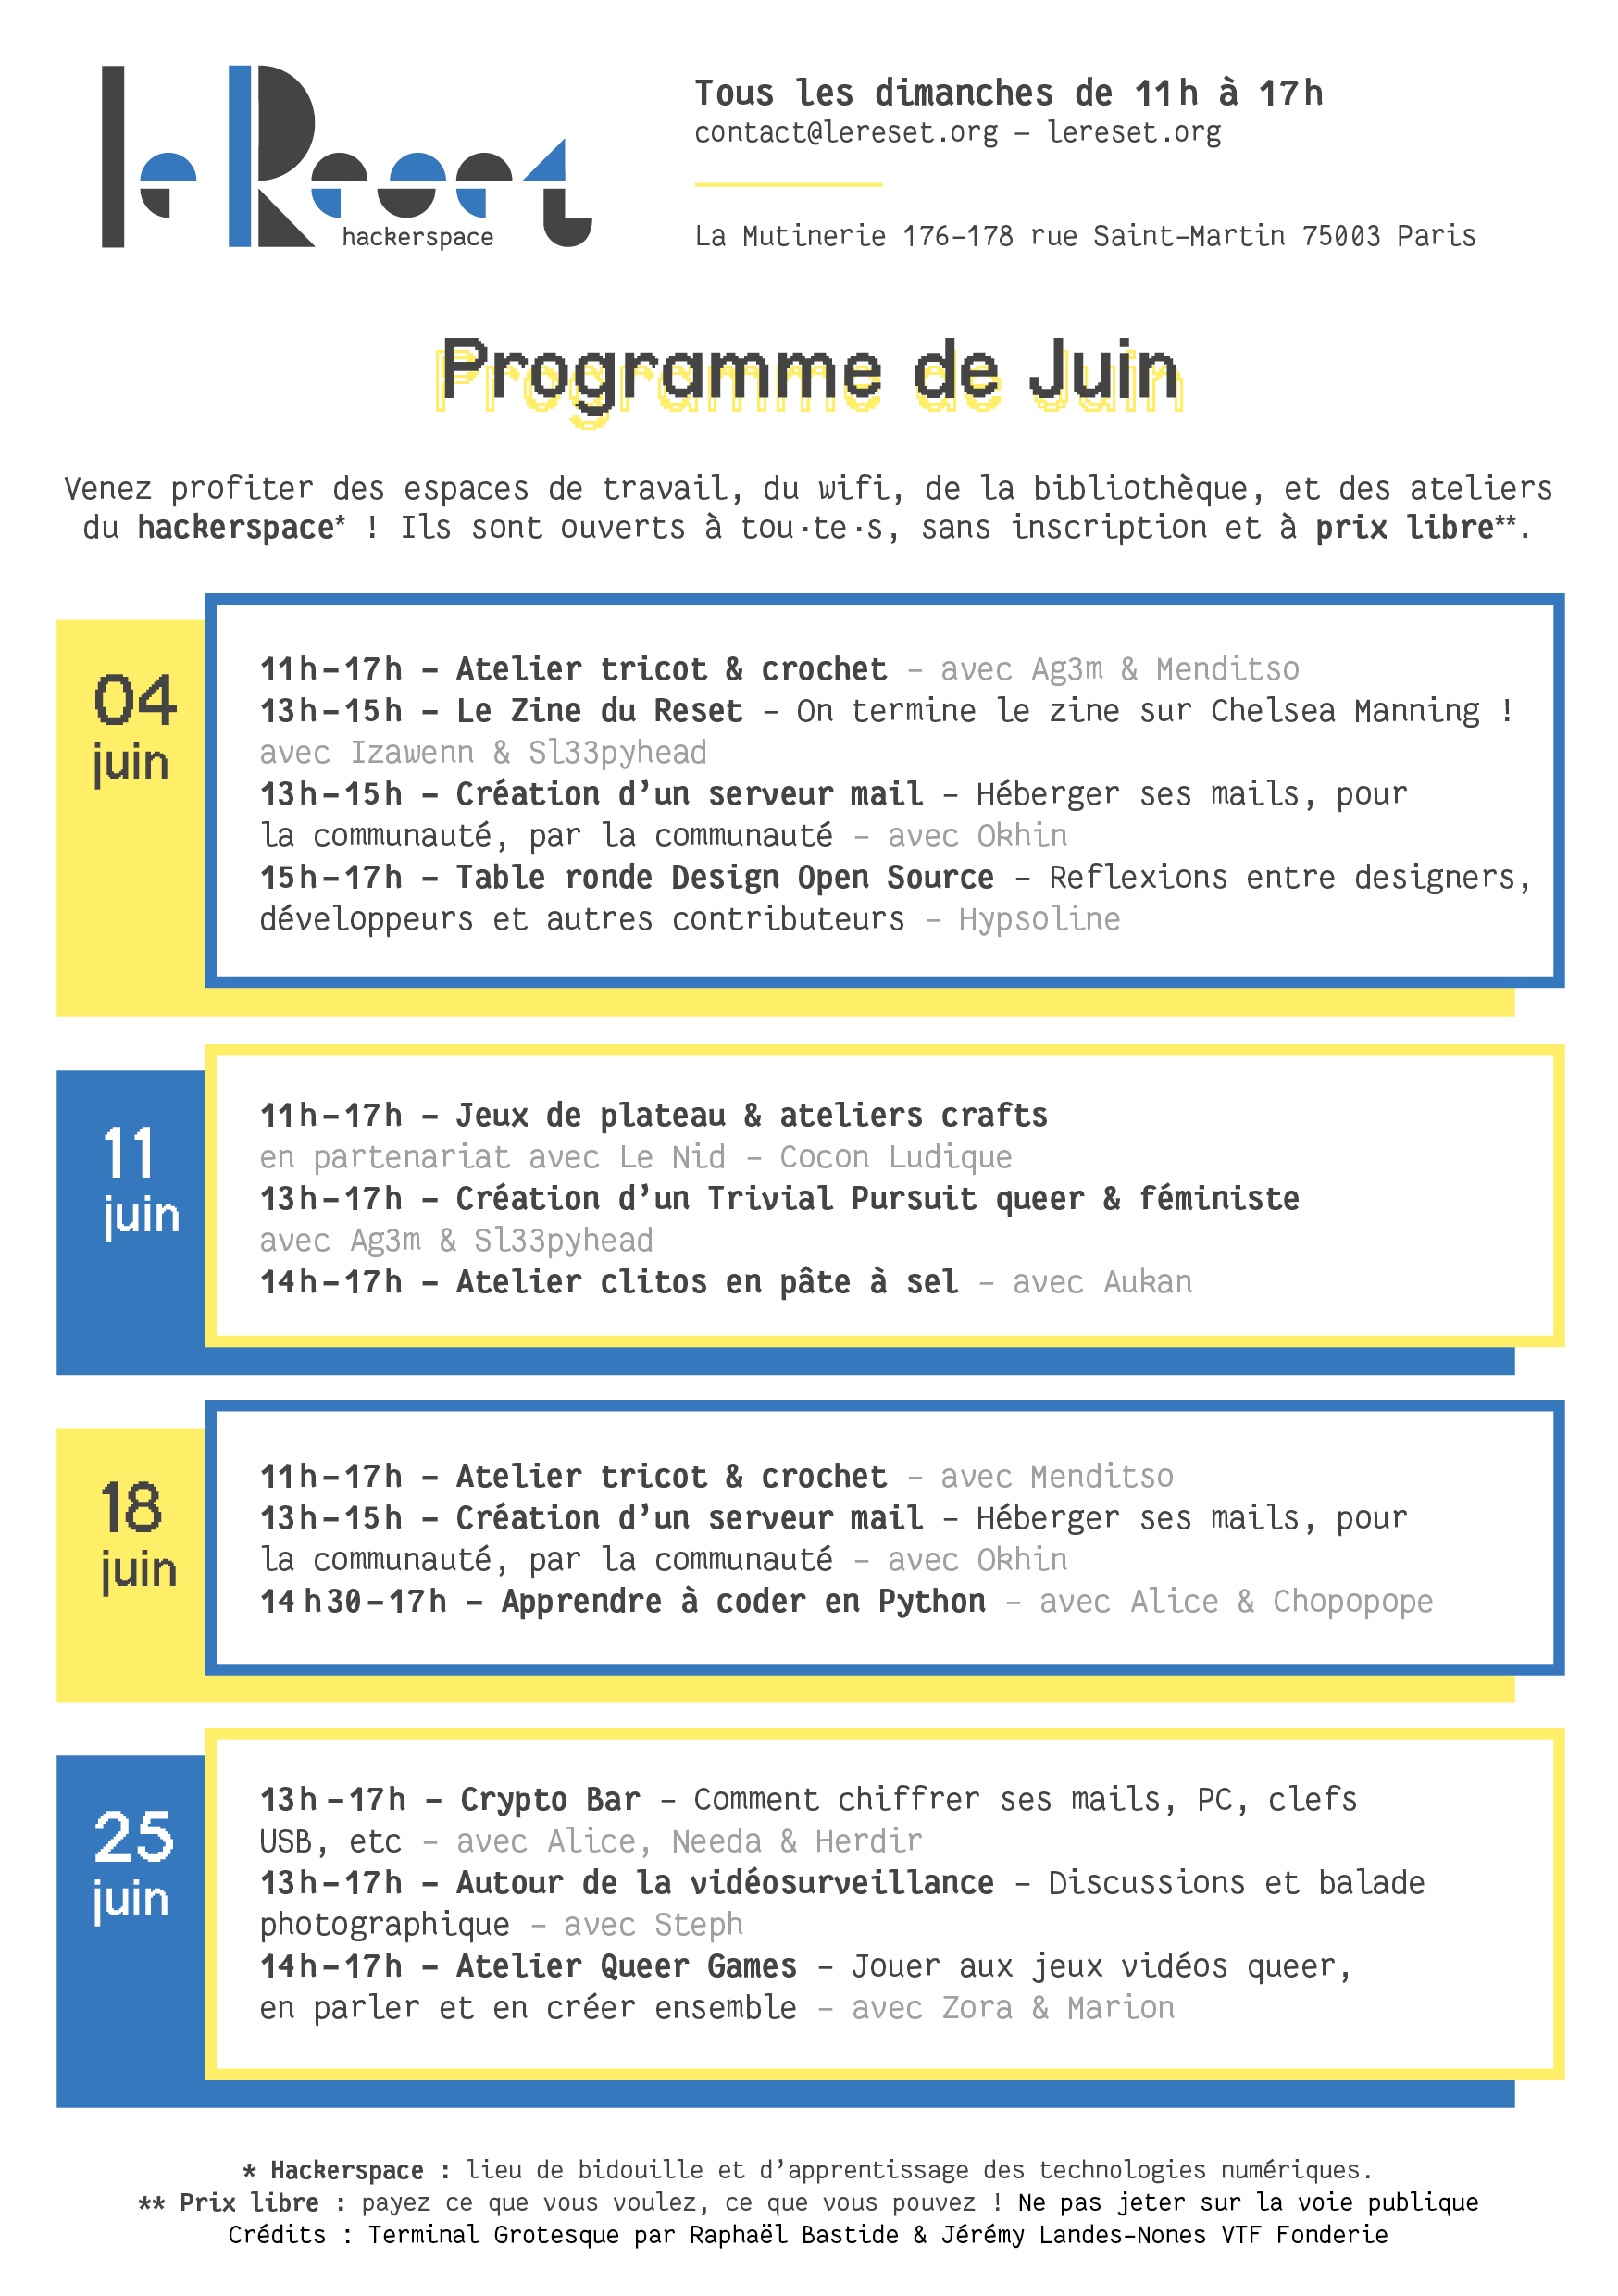 le Reset
hackerspace
Tous les dimanches de 11h à 17h
contact@lereset.org – lereset.org
La Mutinerie 176-178 rue Saint-Martin 75003 Paris
Programme de Juin
Venez profiter des espaces de travail, du wifi, de la bibliothèque, et des ateliers
du hackerspace* ! Ils sont ouverts à tou·te·s, sans inscription et à prix libre**.
04
juin
11h-17h – Atelier tricot & crochet – avec Ag3m & Menditso
13h-15h – Le Zine du Reset – On termine le zine sur Chelsea Manning !
avec Izawenn & Sl33pyhead
13h-15h – Création d’un serveur mail – Héberger ses mails, pour
la communauté, par la communauté – avec Okhin
15h-17h – Table ronde Design Open Source – Reflexions entre designers,
développeurs et autres contributeurs – Hypsoline
11
juin
11h-17h – Jeux de plateau & ateliers crafts
en partenariat avec Le Nid – Cocon Ludique
13h-17h – Création d’un Trivial Pursuit queer & féministe
avec Ag3m & Sl33pyhead
14h-17h – Atelier clitos en pâte à sel – avec Aukan
18
juin
11h-17h – Atelier tricot & crochet – avec Menditso
13h-15h – Création d’un serveur mail – Héberger ses mails, pour
la communauté, par la communauté – avec Okhin
14h30-17h – Apprendre à coder en Python – avec Alice & Chopopope
25
juin
13h-17h – Crypto Bar – Comment chiffrer ses mails, PC, clefs
USB, etc – avec Alice, Needa & Herdir
13h-17h – Autour de la vidéosurveillance – Discussions et balade
photographique – avec Steph
14h-17h – Atelier Queer Games – Jouer aux jeux vidéos queer,
en parler et en créer ensemble – avec Zora & Marion
* Hackerspace : lieu de bidouille et d’apprentissage des technologies numériques.
** Prix libre : payez ce que vous voulez, ce que vous pouvez ! Ne pas jeter sur la voie publique
Crédits : Terminal Grotesque par Raphaël Bastide & Jérémy Landes-Nones VTF Fonderie